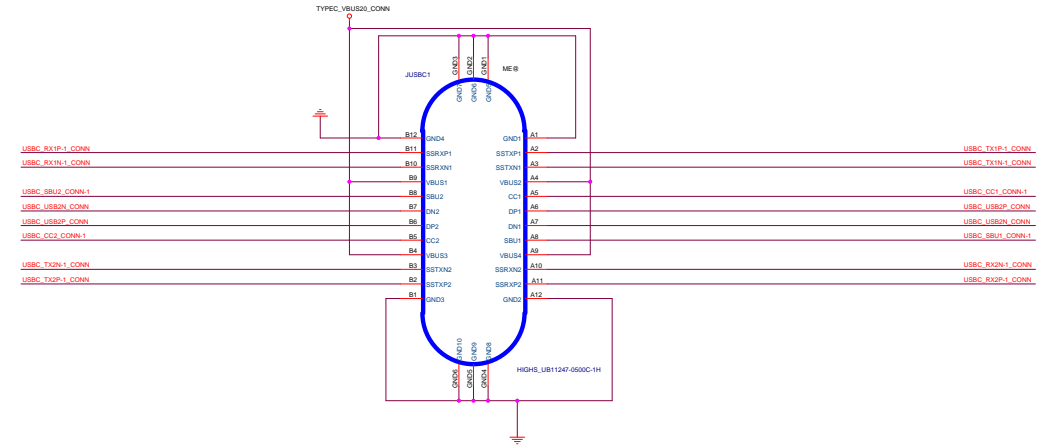 TYPEC_VBUS20_CONN
JUSBC1
ME@
GND3
GND2
GND1
GND7
GND6
GND5
B12 GND4 GND1 A1
USBC_RX1P-1_CONN B11 SSRXP1 SSTXP1 A2 USBC_TX1P-1_CONN
USBC_RX1N-1_CONN B10 SSRXN1 SSTXN1 A3 USBC_TX1N-1_CONN
B9 VBUS1 VBUS2 A4
USBC_SBU2_CONN-1 B8 SBU2 CC1 A5 USBC_CC1_CONN-1
USBC_USB2N_CONN B7 DN2 DP1 A6 USBC_USB2P_CONN
USBC_USB2P_CONN B6 DP2 DN1 A7 USBC_USB2N_CONN
USBC_CC2_CONN-1 B5 CC2 SBU1 A8 USBC_SBU1_CONN-1
B4 VBUS3 VBUS4 A9
USBC_TX2N-1_CONN B3 SSTXN2 SSRXN2 A10 USBC_RX2N-1_CONN
USBC_TX2P-1_CONN B2 SSTXP2 SSRXP2 A11 USBC_RX2P-1_CONN
B1 GND3 GND2 A12
GND10
GND9
GND8
GND6
GND5
GND4
HIGHS_UB11247-0500C-1H